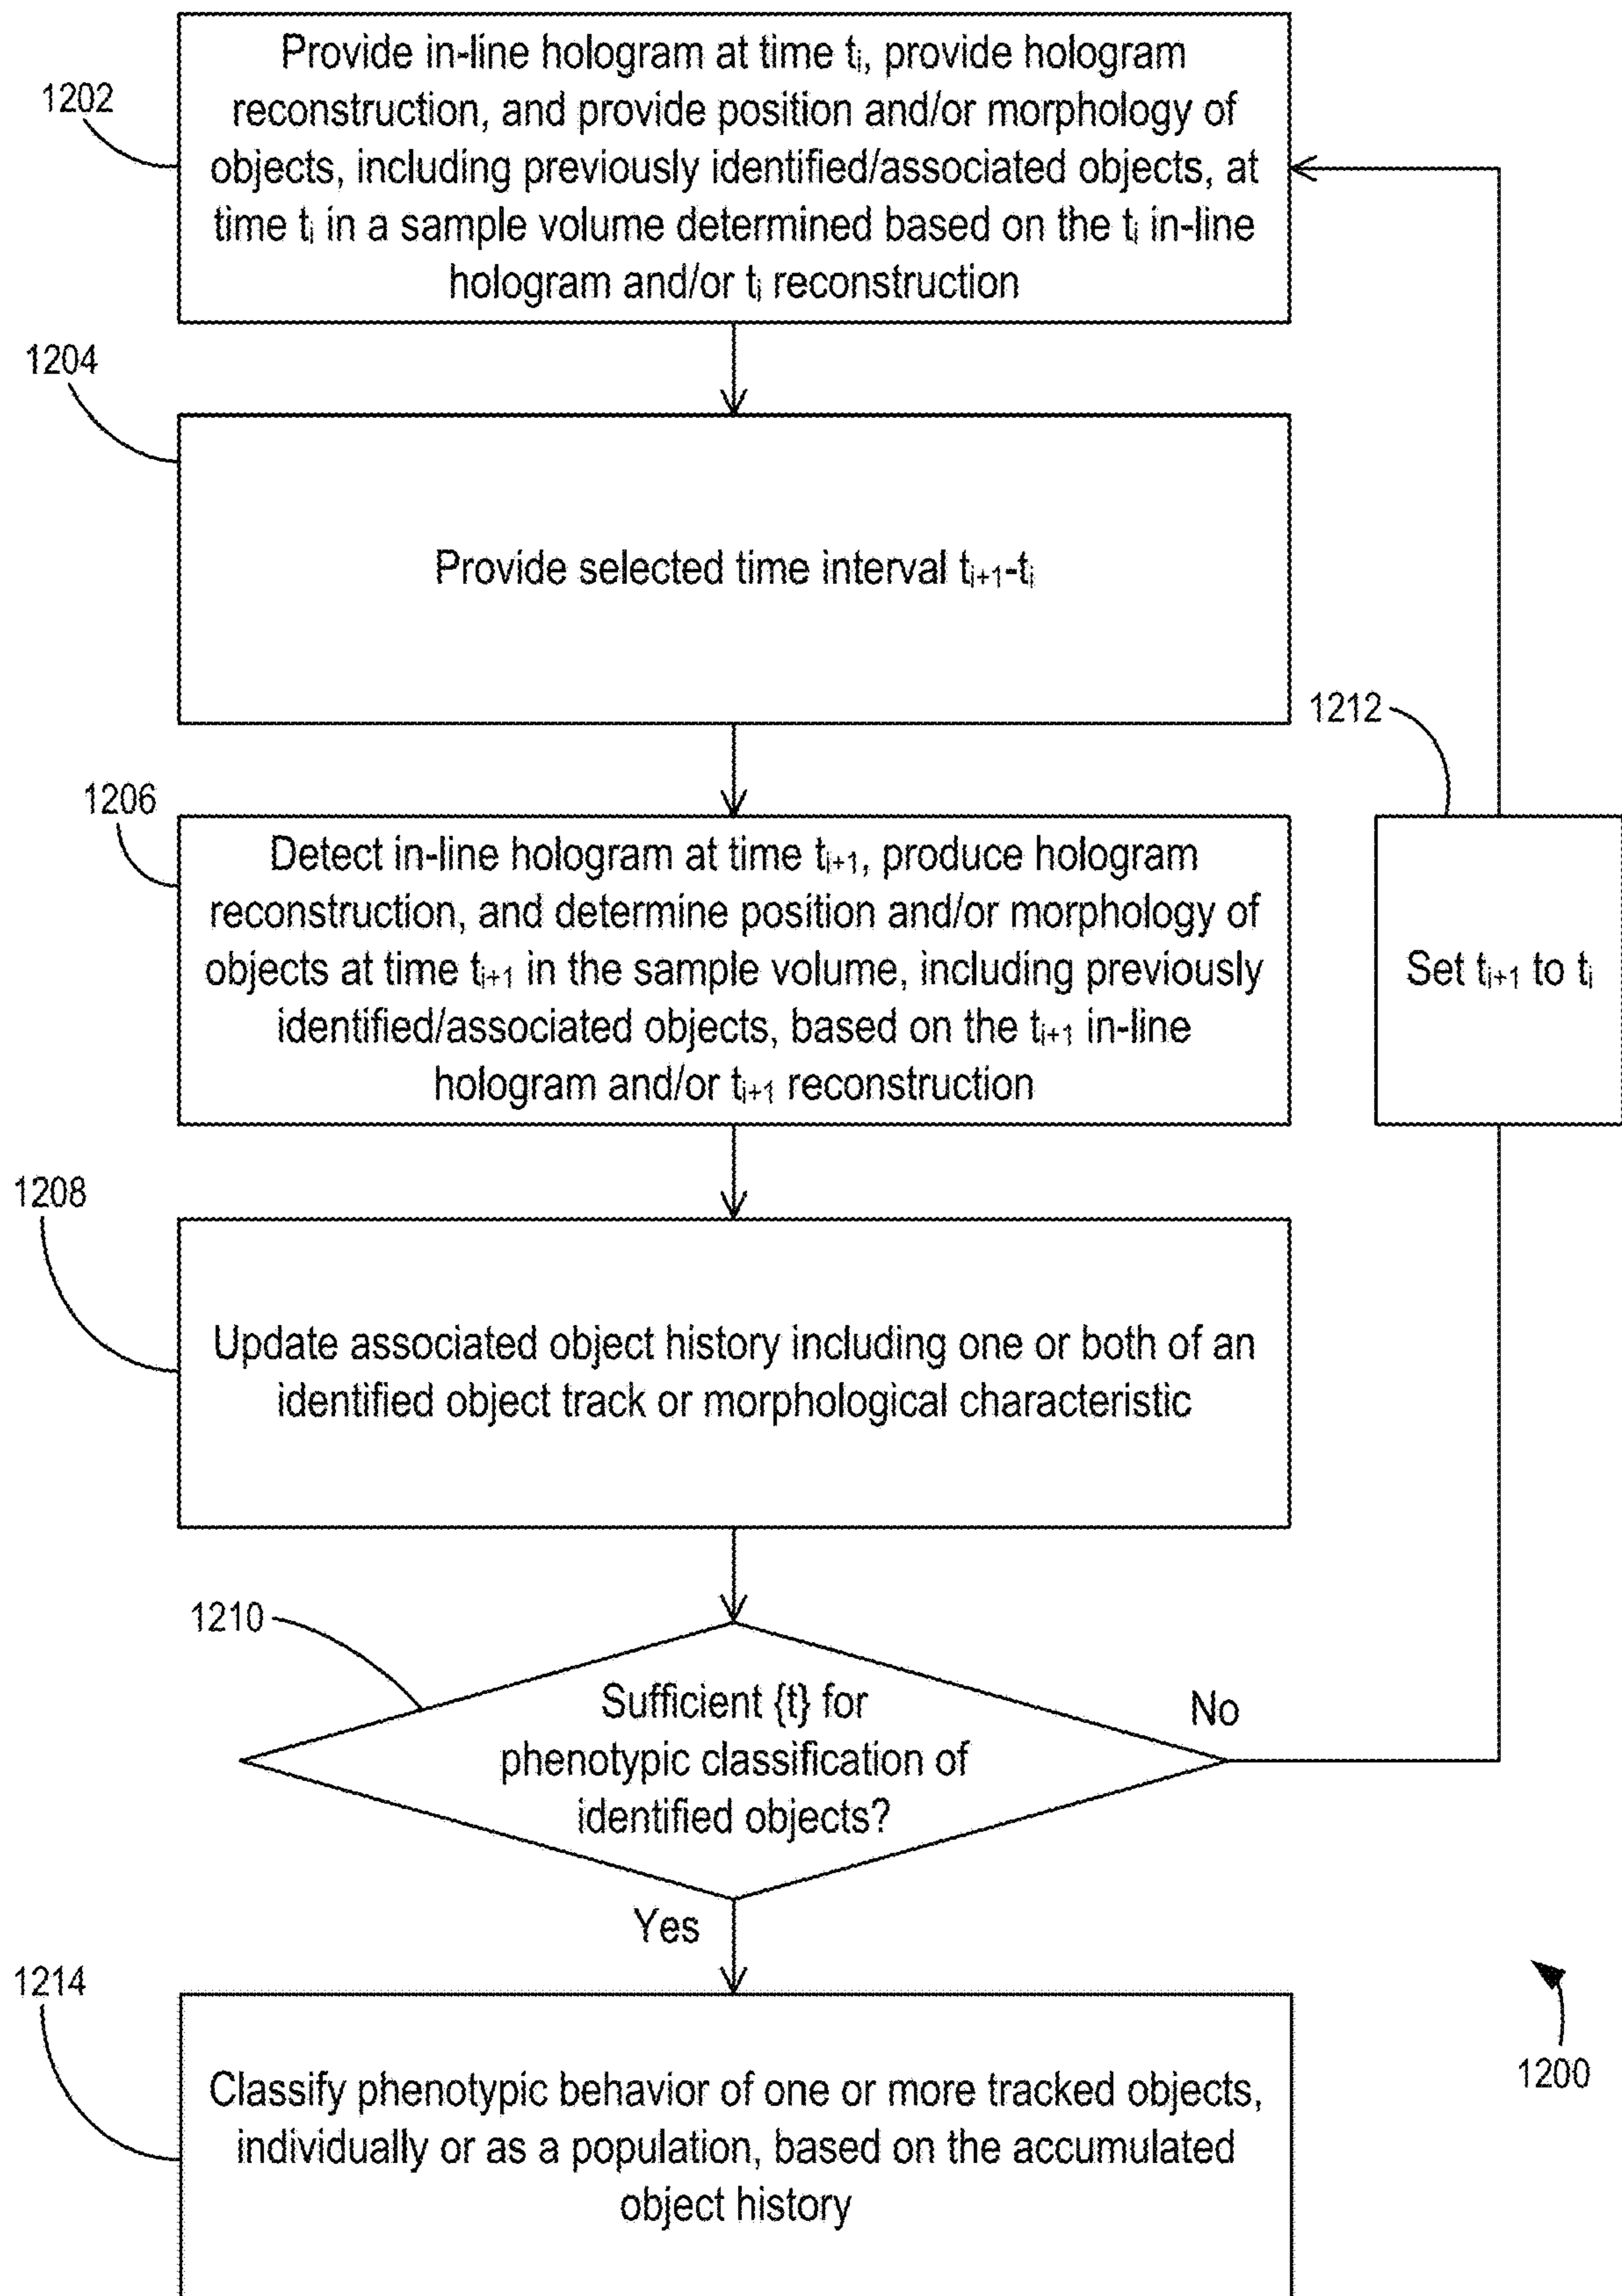 1202
Provide in-line hologram at time tᵢ, provide hologram
reconstruction, and provide position and/or morphology of
objects, including previously identified/associated objects, at
time tᵢ in a sample volume determined based on the tᵢ in-line
hologram and/or tᵢ reconstruction
1204
Provide selected time interval tᵢ₊₁-tᵢ
1206
Detect in-line hologram at time tᵢ₊₁, produce hologram
reconstruction, and determine position and/or morphology of
objects at time tᵢ₊₁ in the sample volume, including previously
identified/associated objects, based on the tᵢ₊₁ in-line
hologram and/or tᵢ₊₁ reconstruction
1212
Set tᵢ₊₁ to tᵢ
1208
Update associated object history including one or both of an
identified object track or morphological characteristic
1210
Sufficient {t} for
phenotypic classification of
identified objects?
No
Yes
1214
Classify phenotypic behavior of one or more tracked objects,
individually or as a population, based on the accumulated
object history
1200